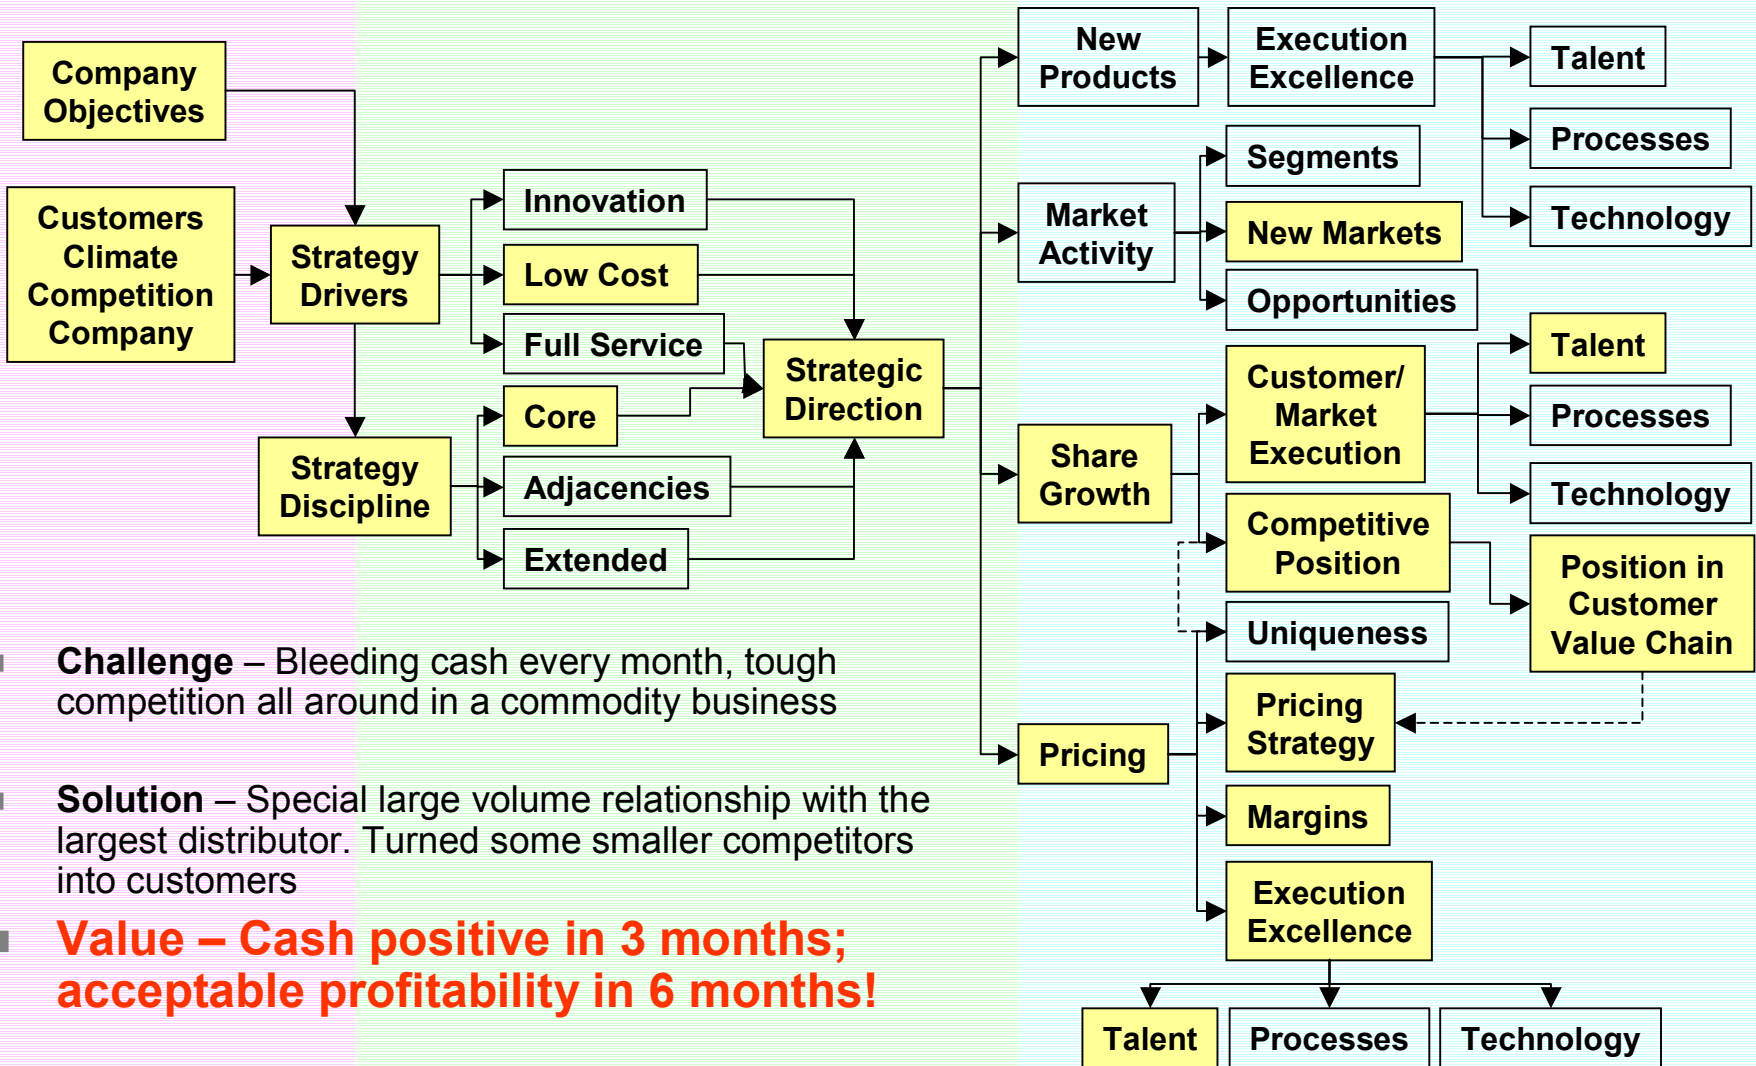 Company
Objectives
Customers
Climate
Competition
Company
Strategy
Drivers
Strategy
Discipline
Innovation
Low Cost
Full Service
Core
Adjacencies
Extended
Strategic
Direction
New
Products
Execution
Excellence
Talent
Processes
Technology
Market
Activity
Segments
New Markets
Opportunities
Share
Growth
Customer/
Market
Execution
Talent
Processes
Technology
Competitive
Position
Position in
Customer
Value Chain
Pricing
Uniqueness
Pricing
Strategy
Margins
Execution
Excellence
Talent
Processes
Technology
Challenge – Bleeding cash every month, tough
competition all around in a commodity business
Solution – Special large volume relationship with the
largest distributor. Turned some smaller competitors
into customers
Value – Cash positive in 3 months;
acceptable profitability in 6 months!